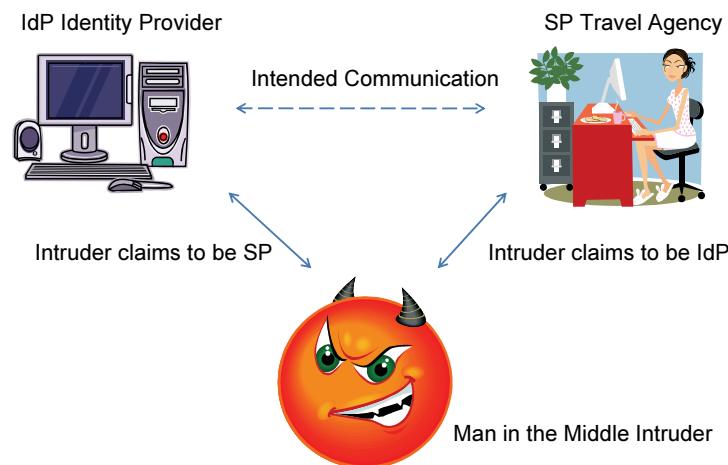 IdP Identity Provider
SP Travel Agency
Intended Communication
Intruder claims to be SP
Intruder claims to be IdP
Man in the Middle Intruder